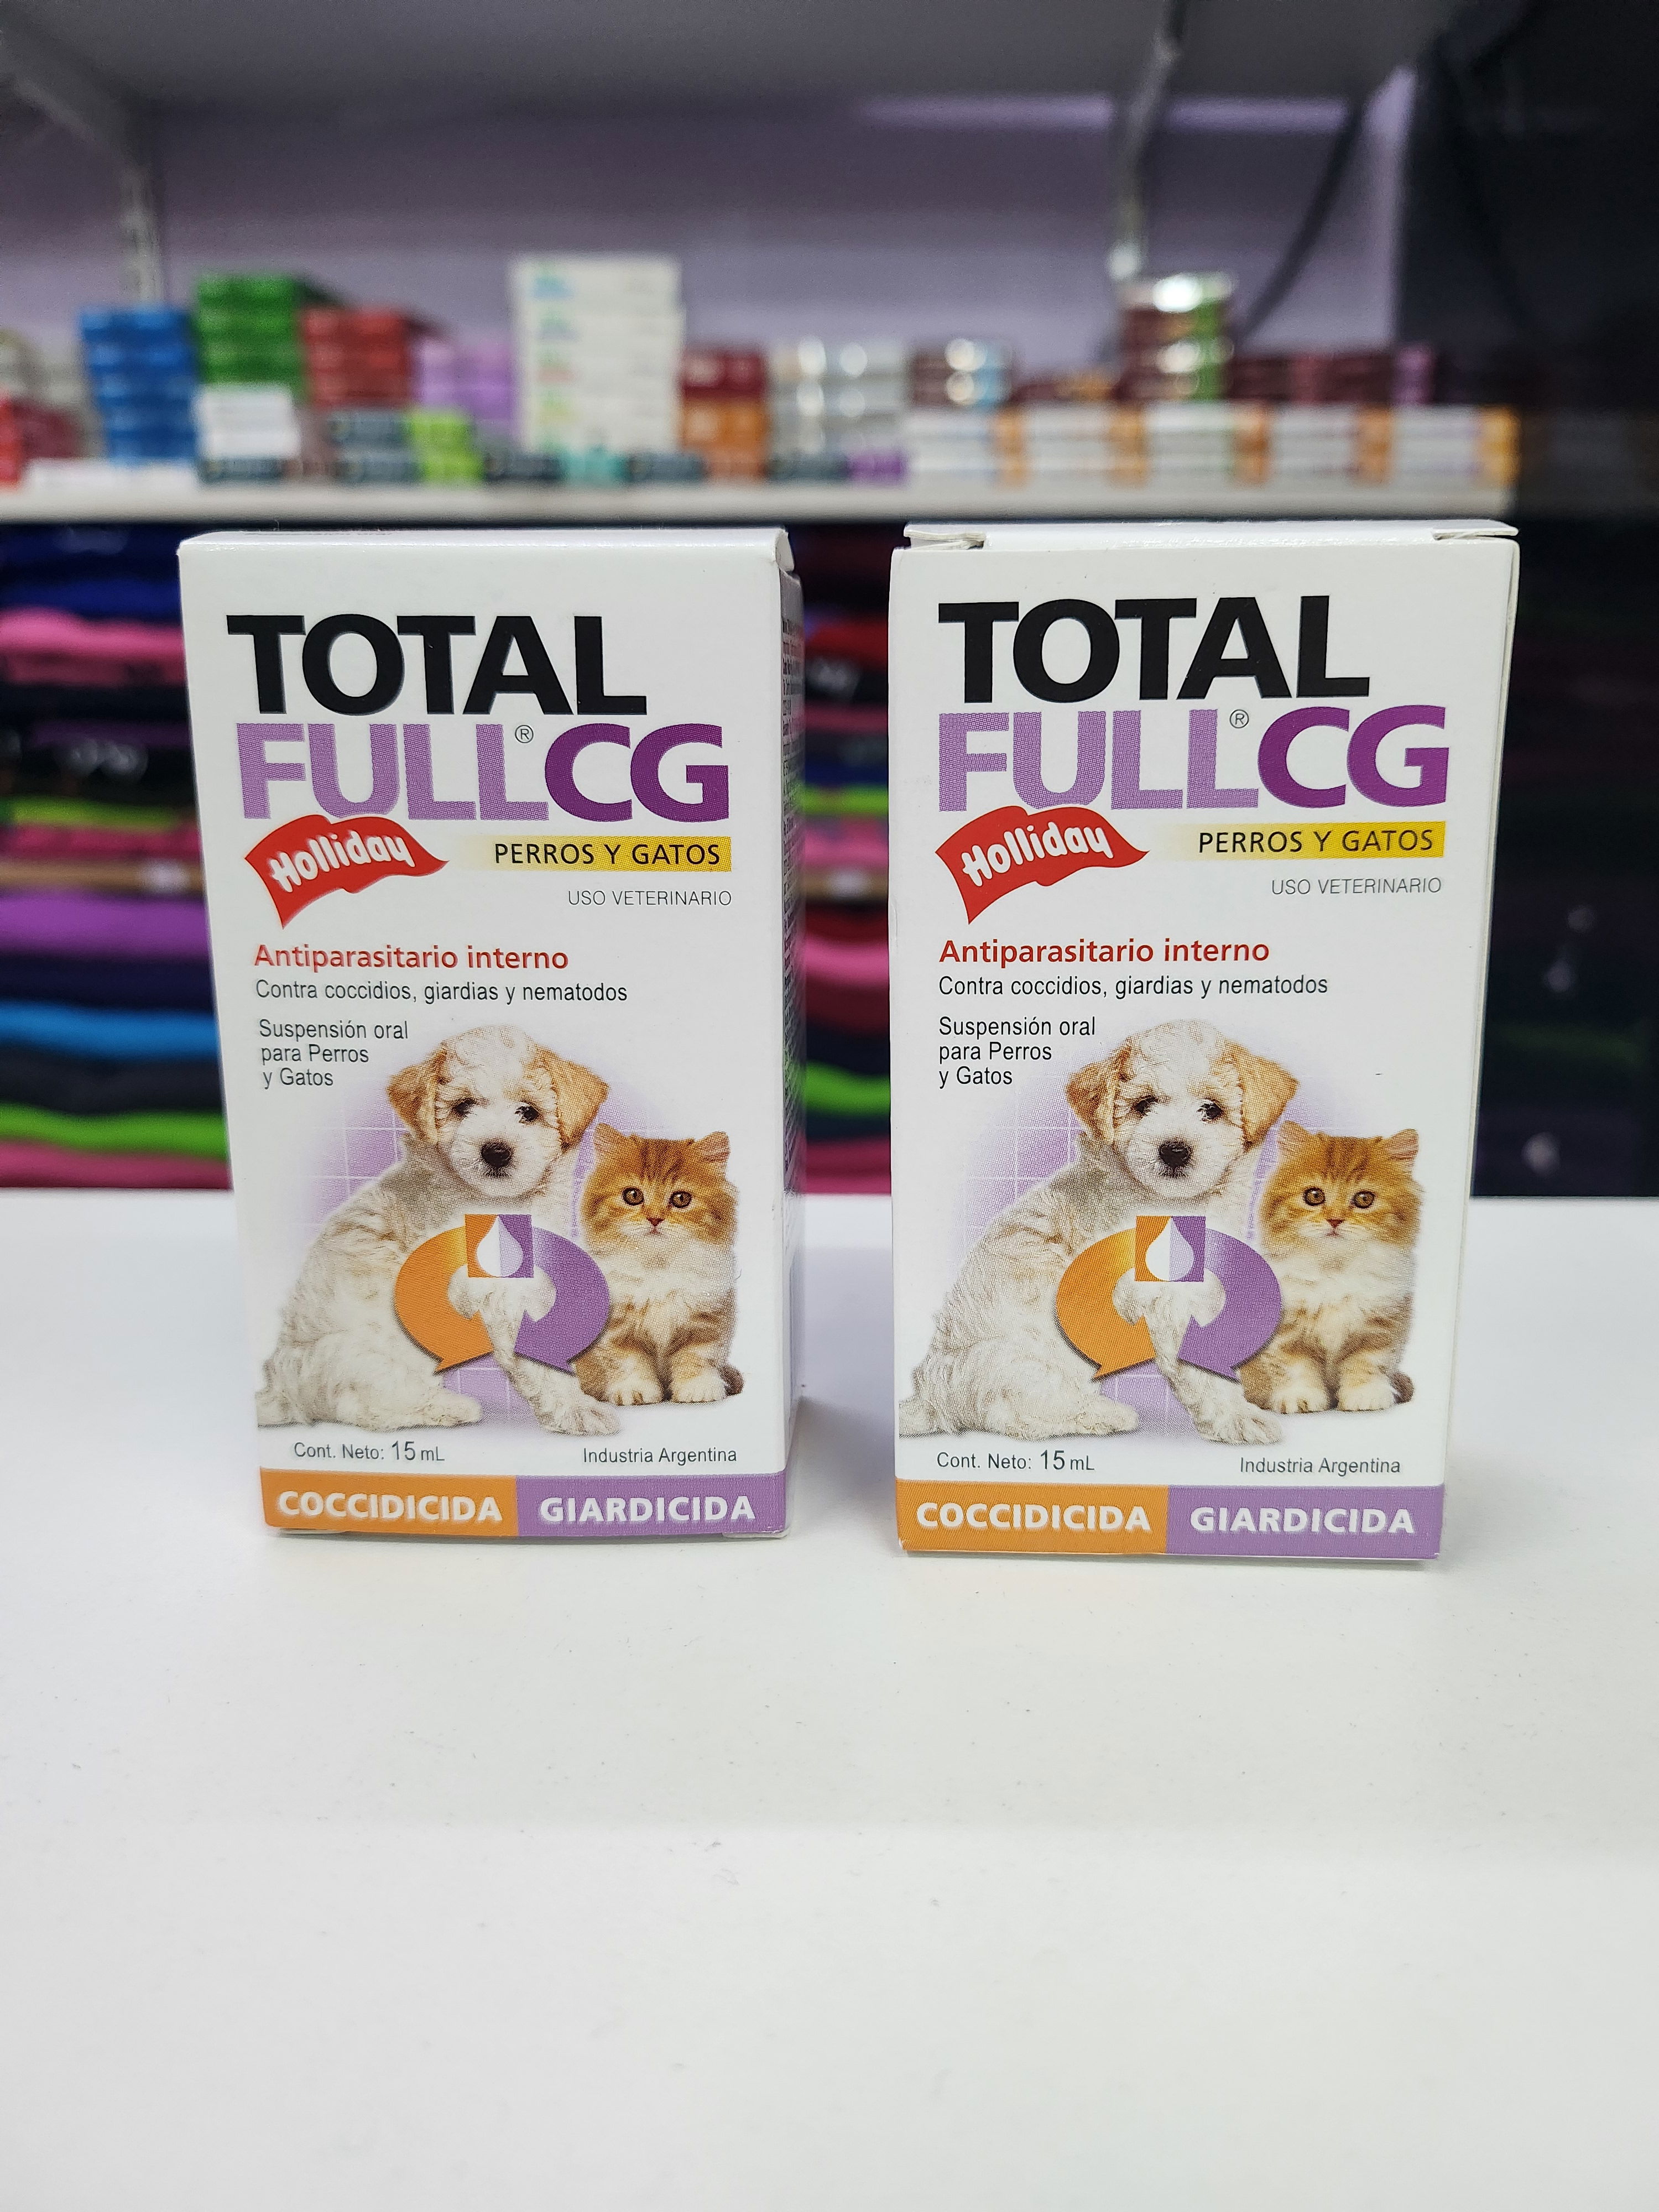 TOTAL
FULL®CG
Holliday
PERROS Y GATOS
USO VETERINARIO
Antiparasitario interno
Contra coccidios, giardias y nematodos
Suspensión oral
para Perros
y Gatos
Cont. Neto: 15 mL
Industria Argentina
COCCIDICIDA
GIARDICIDA
TOTAL
FULL®CG
Holliday
PERROS Y GATOS
USO VETERINARIO
Antiparasitario interno
Contra coccidios, giardias y nematodos
Suspensión oral
para Perros
y Gatos
Cont. Neto: 15 mL
Industria Argentina
COCCIDICIDA
GIARDICIDA